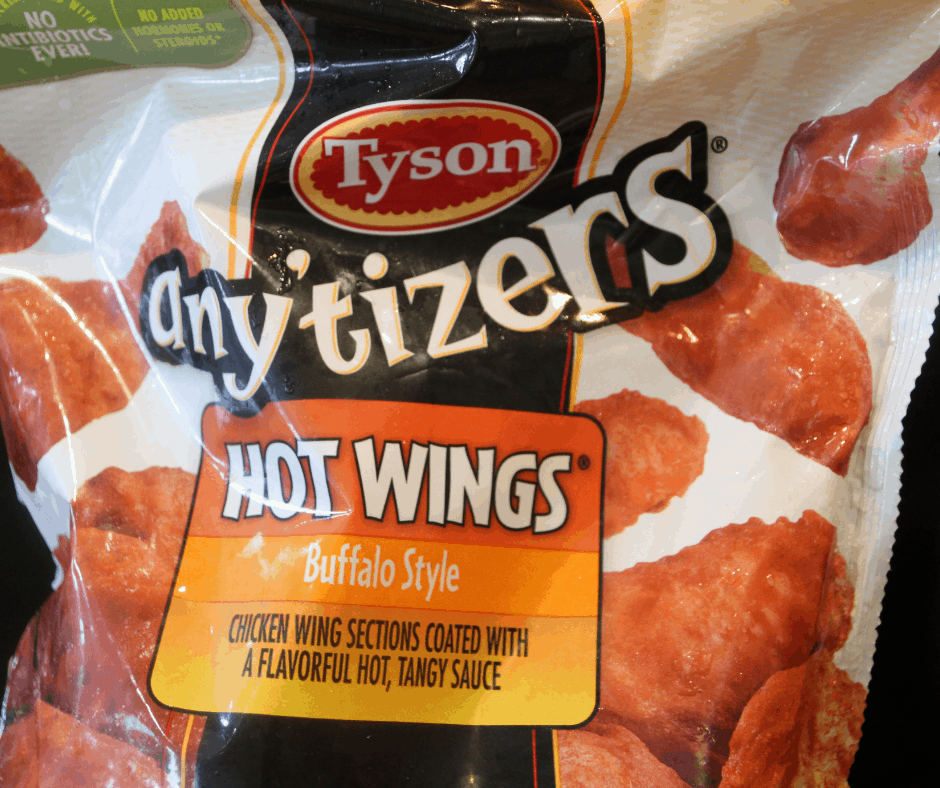 NO
ANTIBIOTICS
EVER!
NO ADDED
HORMONES OR
STEROIDS*
Tyson
any'tizers®
HOT WINGS®
Buffalo Style
CHICKEN WING SECTIONS COATED WITH
A FLAVORFUL HOT, TANGY SAUCE